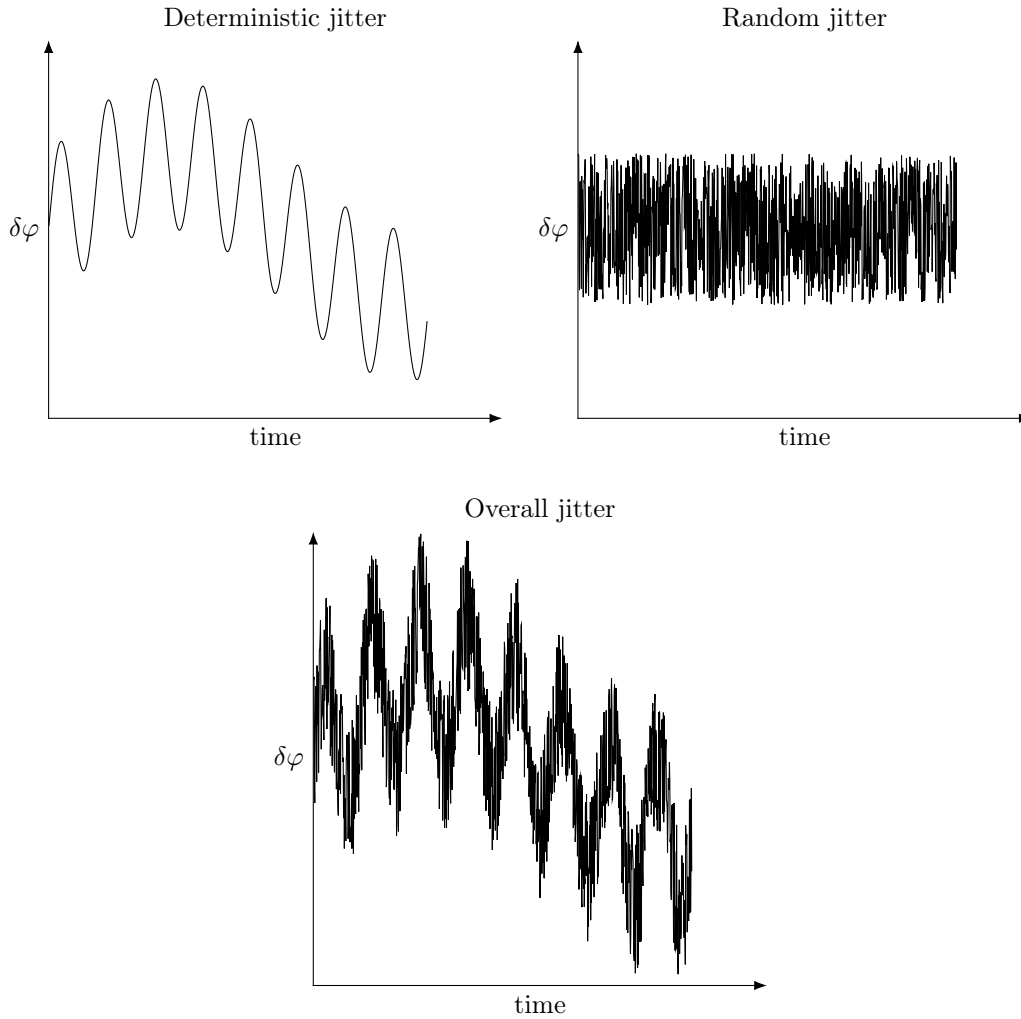 Deterministic jitter
δφ
time
Random jitter
δφ
time
Overall jitter
δφ
time